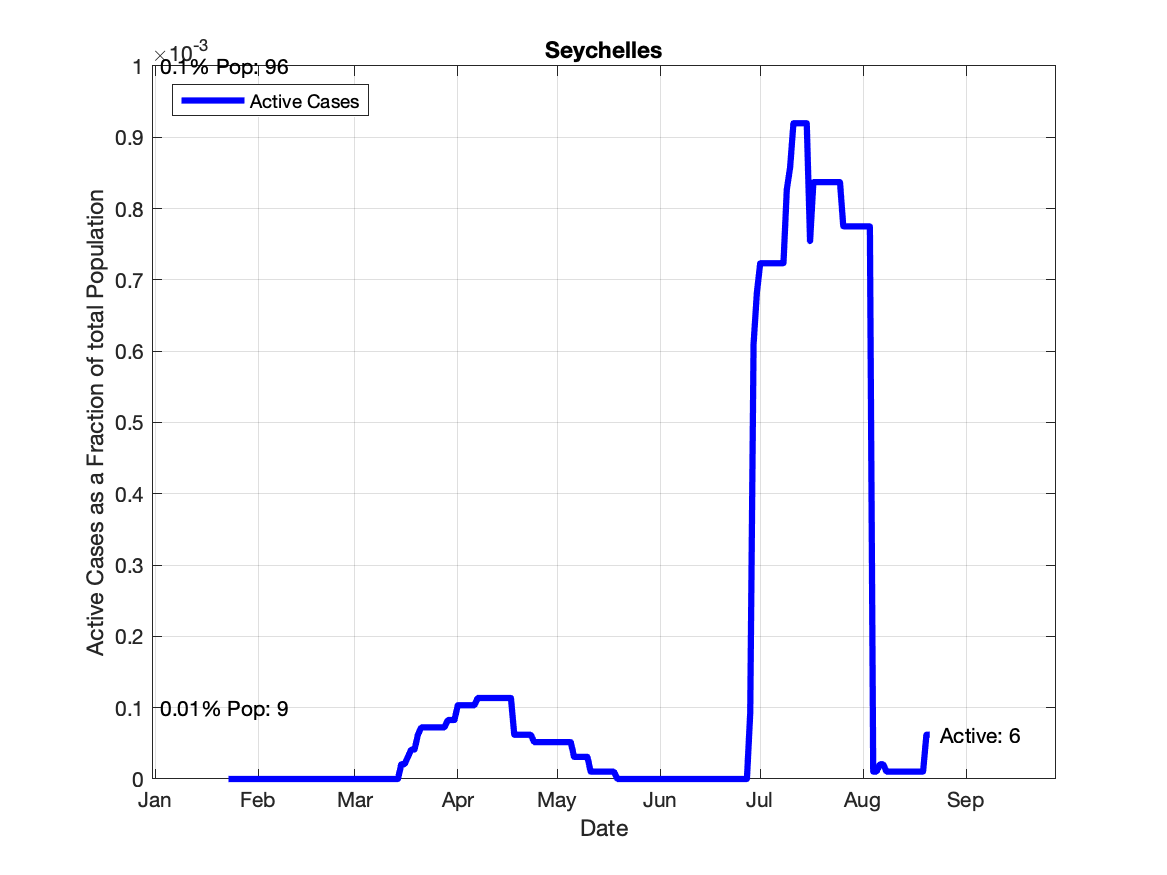 Seychelles
×10-3
0.1% Pop: 96
Active Cases
1
0.9
0.8
0.7
0.6
0.5
0.4
0.3
0.2
0.1
0
Active Cases as a Fraction of total Population
0.01% Pop: 9
Active: 6
Jan Feb Mar Apr May Jun Jul Aug Sep
Date